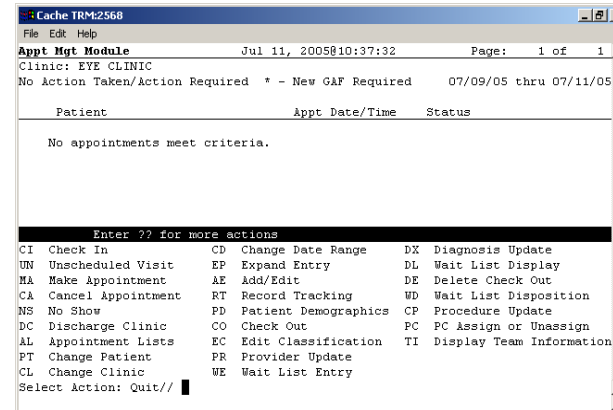 Cache TRM:2568
File Edit Help
Appt Mgt Module Jul 11, 2005@10:37:32 Page: 1 of 1
Clinic: EYE CLINIC
No Action Taken/Action Required * - New GAF Required 07/09/05 thru 07/11/05
Patient Appt Date/Time Status
No appointments meet criteria.
Enter ?? for more actions
CI Check In CD Change Date Range DX Diagnosis Update
UN Unscheduled Visit EP Expand Entry DL Wait List Display
MA Make Appointment AE Add/Edit DE Delete Check Out
CA Cancel Appointment RT Record Tracking WD Wait List Disposition
NS No Show PD Patient Demographics CP Procedure Update
DC Discharge Clinic CO Check Out PC PC Assign or Unassign
AL Appointment Lists EC Edit Classification TI Display Team Information
PT Change Patient PR Provider Update
CL Change Clinic WE Wait List Entry
Select Action: Quit//